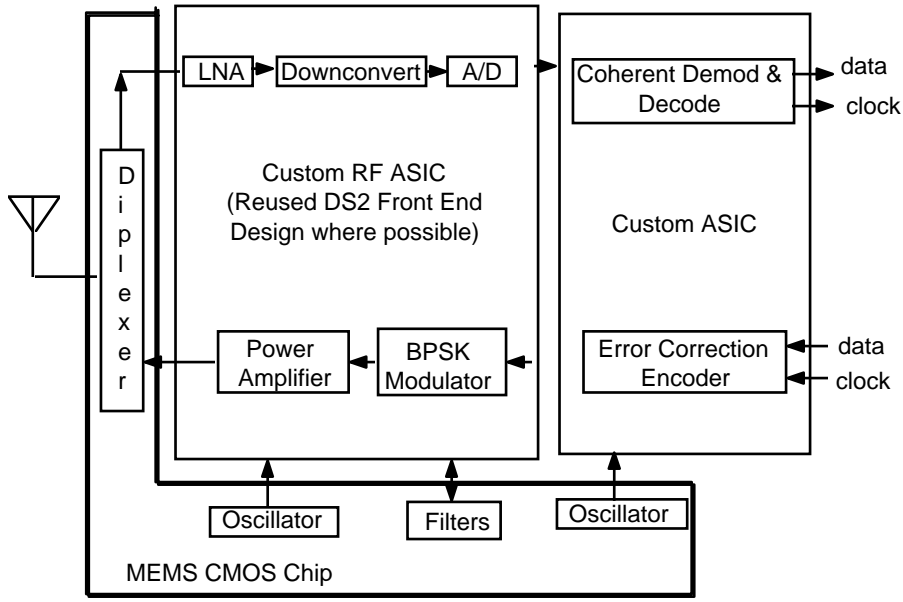 LNA
Downconvert
A/D
Coherent Demod &
Decode
data
clock
Diplexer
Custom RF ASIC
(Reused DS2 Front End
Design where possible)
Custom ASIC
Power
Amplifier
BPSK
Modulator
Error Correction
Encoder
data
clock
Oscillator
Filters
Oscillator
MEMS CMOS Chip